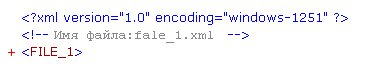 <?xml version="1.0" encoding="windows-1251" ?>
<!-- Имя файла:fale_1.xml -->
+ <FILE_1>